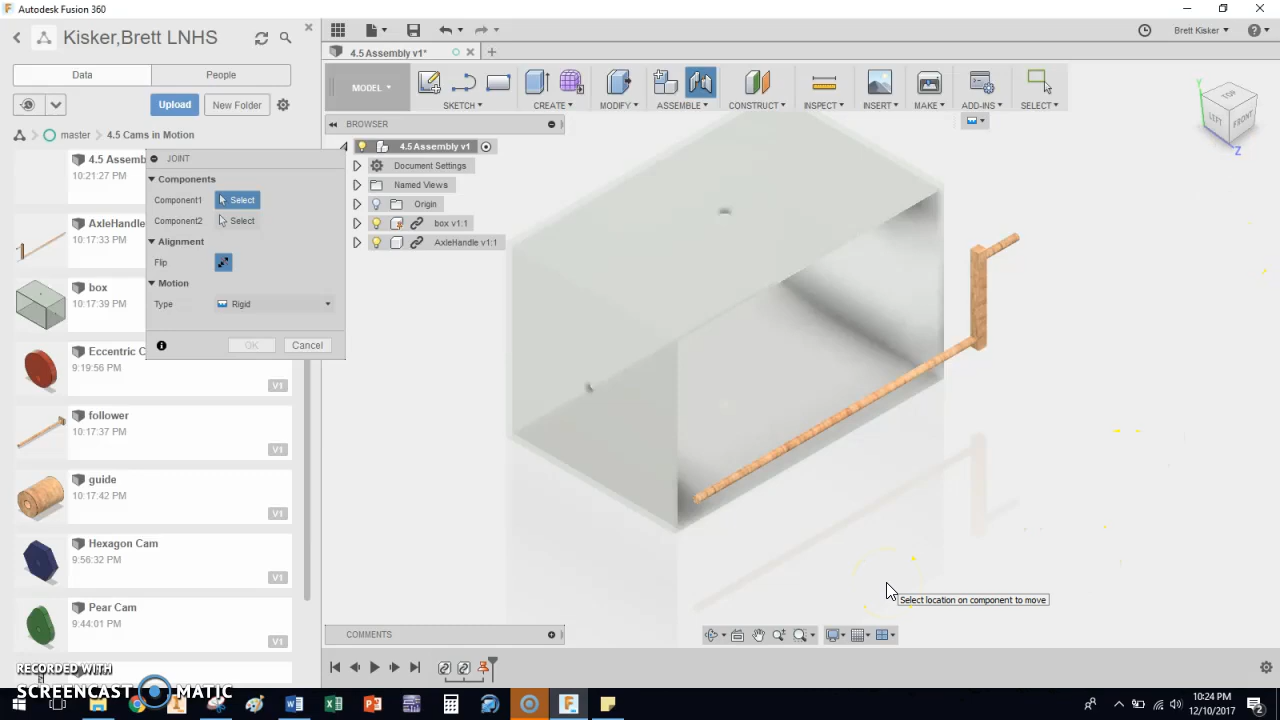 Autodesk Fusion 360
Kisker,Brett LNHS
Brett Kisker
4.5 Assembly v1*
Data
People
MODEL
SKETCH
CREATE
MODIFY
ASSEMBLE
CONSTRUCT
INSPECT
INSERT
MAKE
ADD-INS
SELECT
Upload
New Folder
TOP
LEFT
FRONT
Y
Z
BROWSER
master
4.5 Cams in Motion
4.5 Assembly v1
4.5 Assemb
10:21:27 PM
JOINT
Document Settings
Components
Named Views
Component1
Select
Origin
Component2
Select
AxleHandle
10:17:33 PM
box v1:1
Alignment
AxleHandle v1:1
Flip
Motion
box
10:17:39 PM
Type
Rigid
OK
Cancel
Eccentric C
9:19:56 PM
V1
follower
10:17:37 PM
V1
guide
10:17:42 PM
V1
Hexagon Cam
9:56:32 PM
V1
Select location on component to move
Pear Cam
9:44:01 PM
V1
COMMENTS
RECORDED WITH
SCREENCAST MATIC
10:24 PM
12/10/2017
2